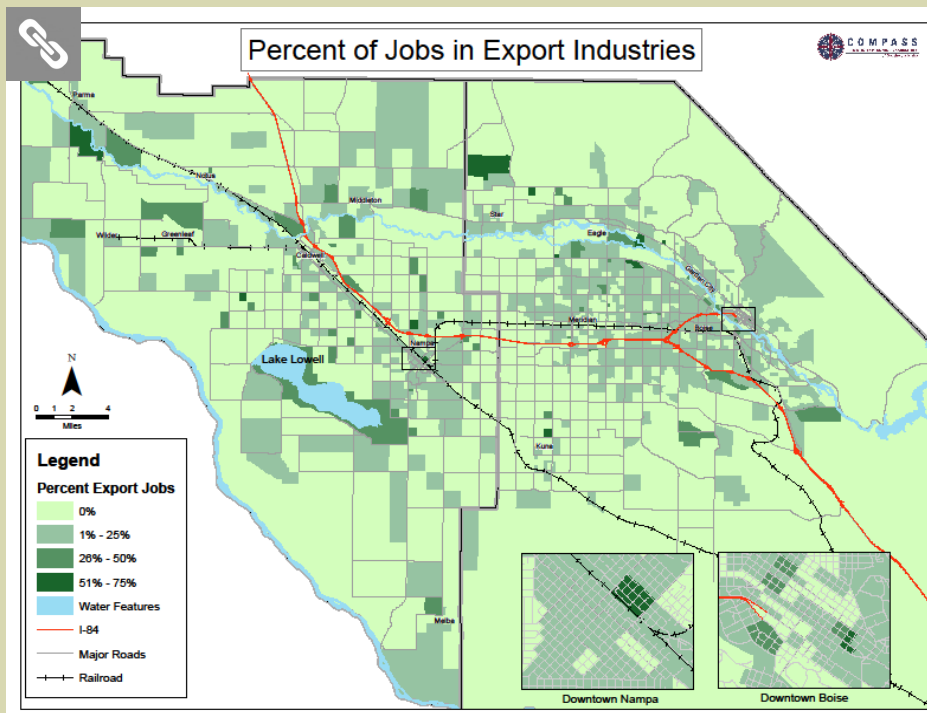 Percent of Jobs in Export Industries
COMPASS
Parma
Notus
Middleton
Star
Eagle
Wilder
Greenleaf
Caldwell
Garden City
Meridian
Boise
Nampa
Lake Lowell
N
0 1 2 4
Miles
Kuna
Legend
Percent Export Jobs
0%
1% - 25%
26% - 50%
51% - 75%
Water Features
I-84
Major Roads
Railroad
Melba
Downtown Nampa
Downtown Boise